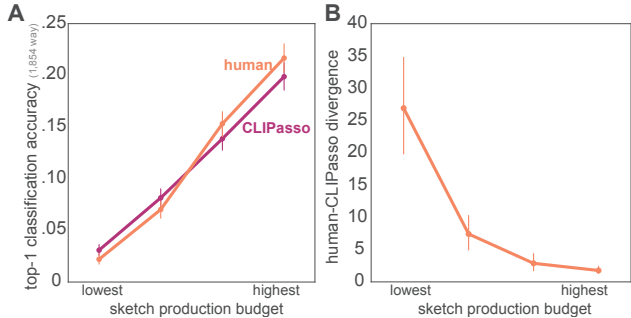 A
top-1 classification accuracy (1,854 way)
.25
.20
.15
.10
.05
0
human
CLIPasso
lowest
highest
sketch production budget
B
human-CLIPasso divergence
40
35
30
25
20
15
10
5
0
lowest
highest
sketch production budget